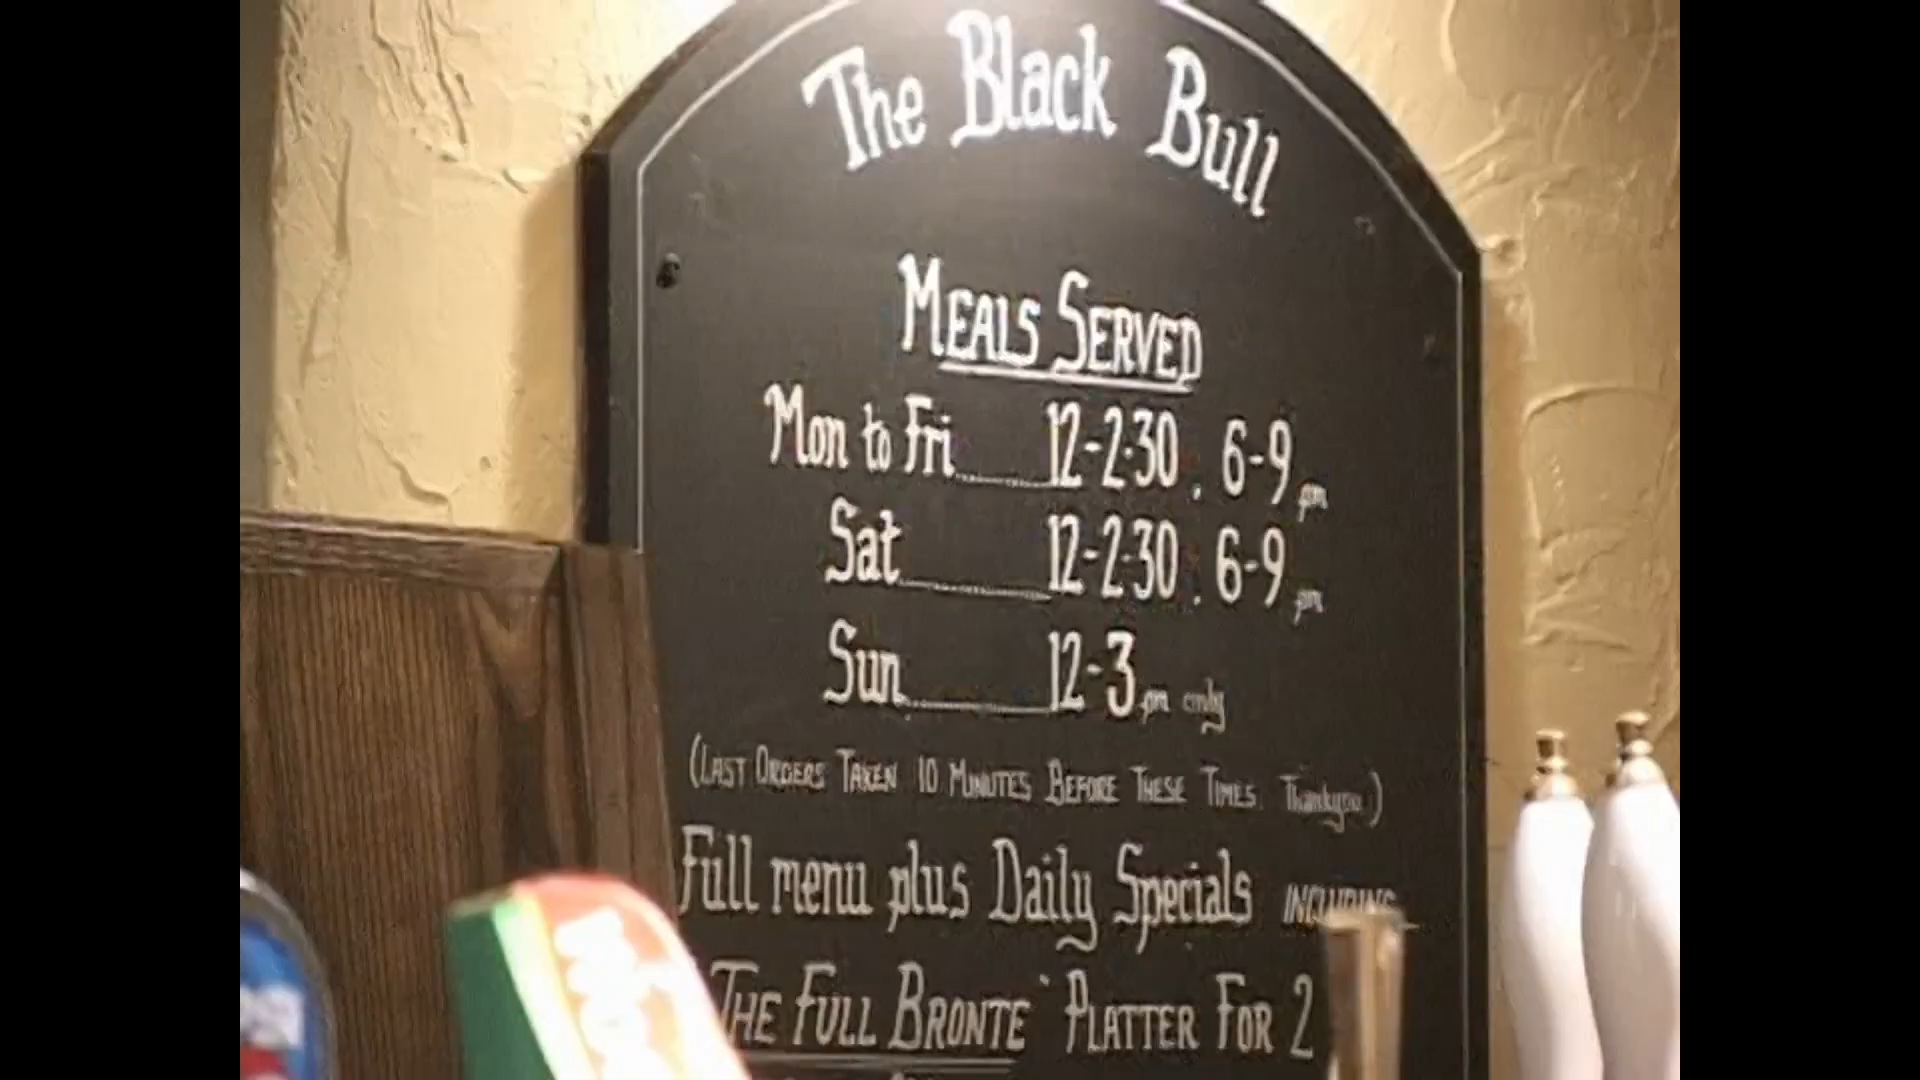 The Black Bull
MEALS SERVED
Mon to Fri......12-2.30. 6-9 pm
Sat..........12-2.30. 6-9 pm
Sun..........12-3 pm only
(LAST ORDERS TAKEN 10 MINUTES BEFORE THESE TIMES. Thankyou.)
Full menu plus Daily Specials INCLUDING
THE FULL BRONTE' PLATTER FOR 2